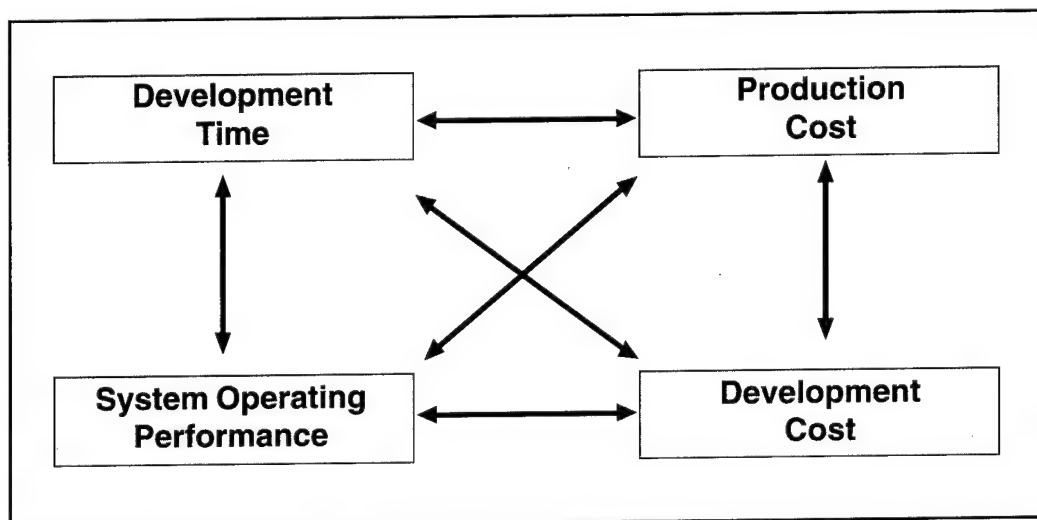 Development
Time
Production
Cost
System Operating
Performance
Development
Cost